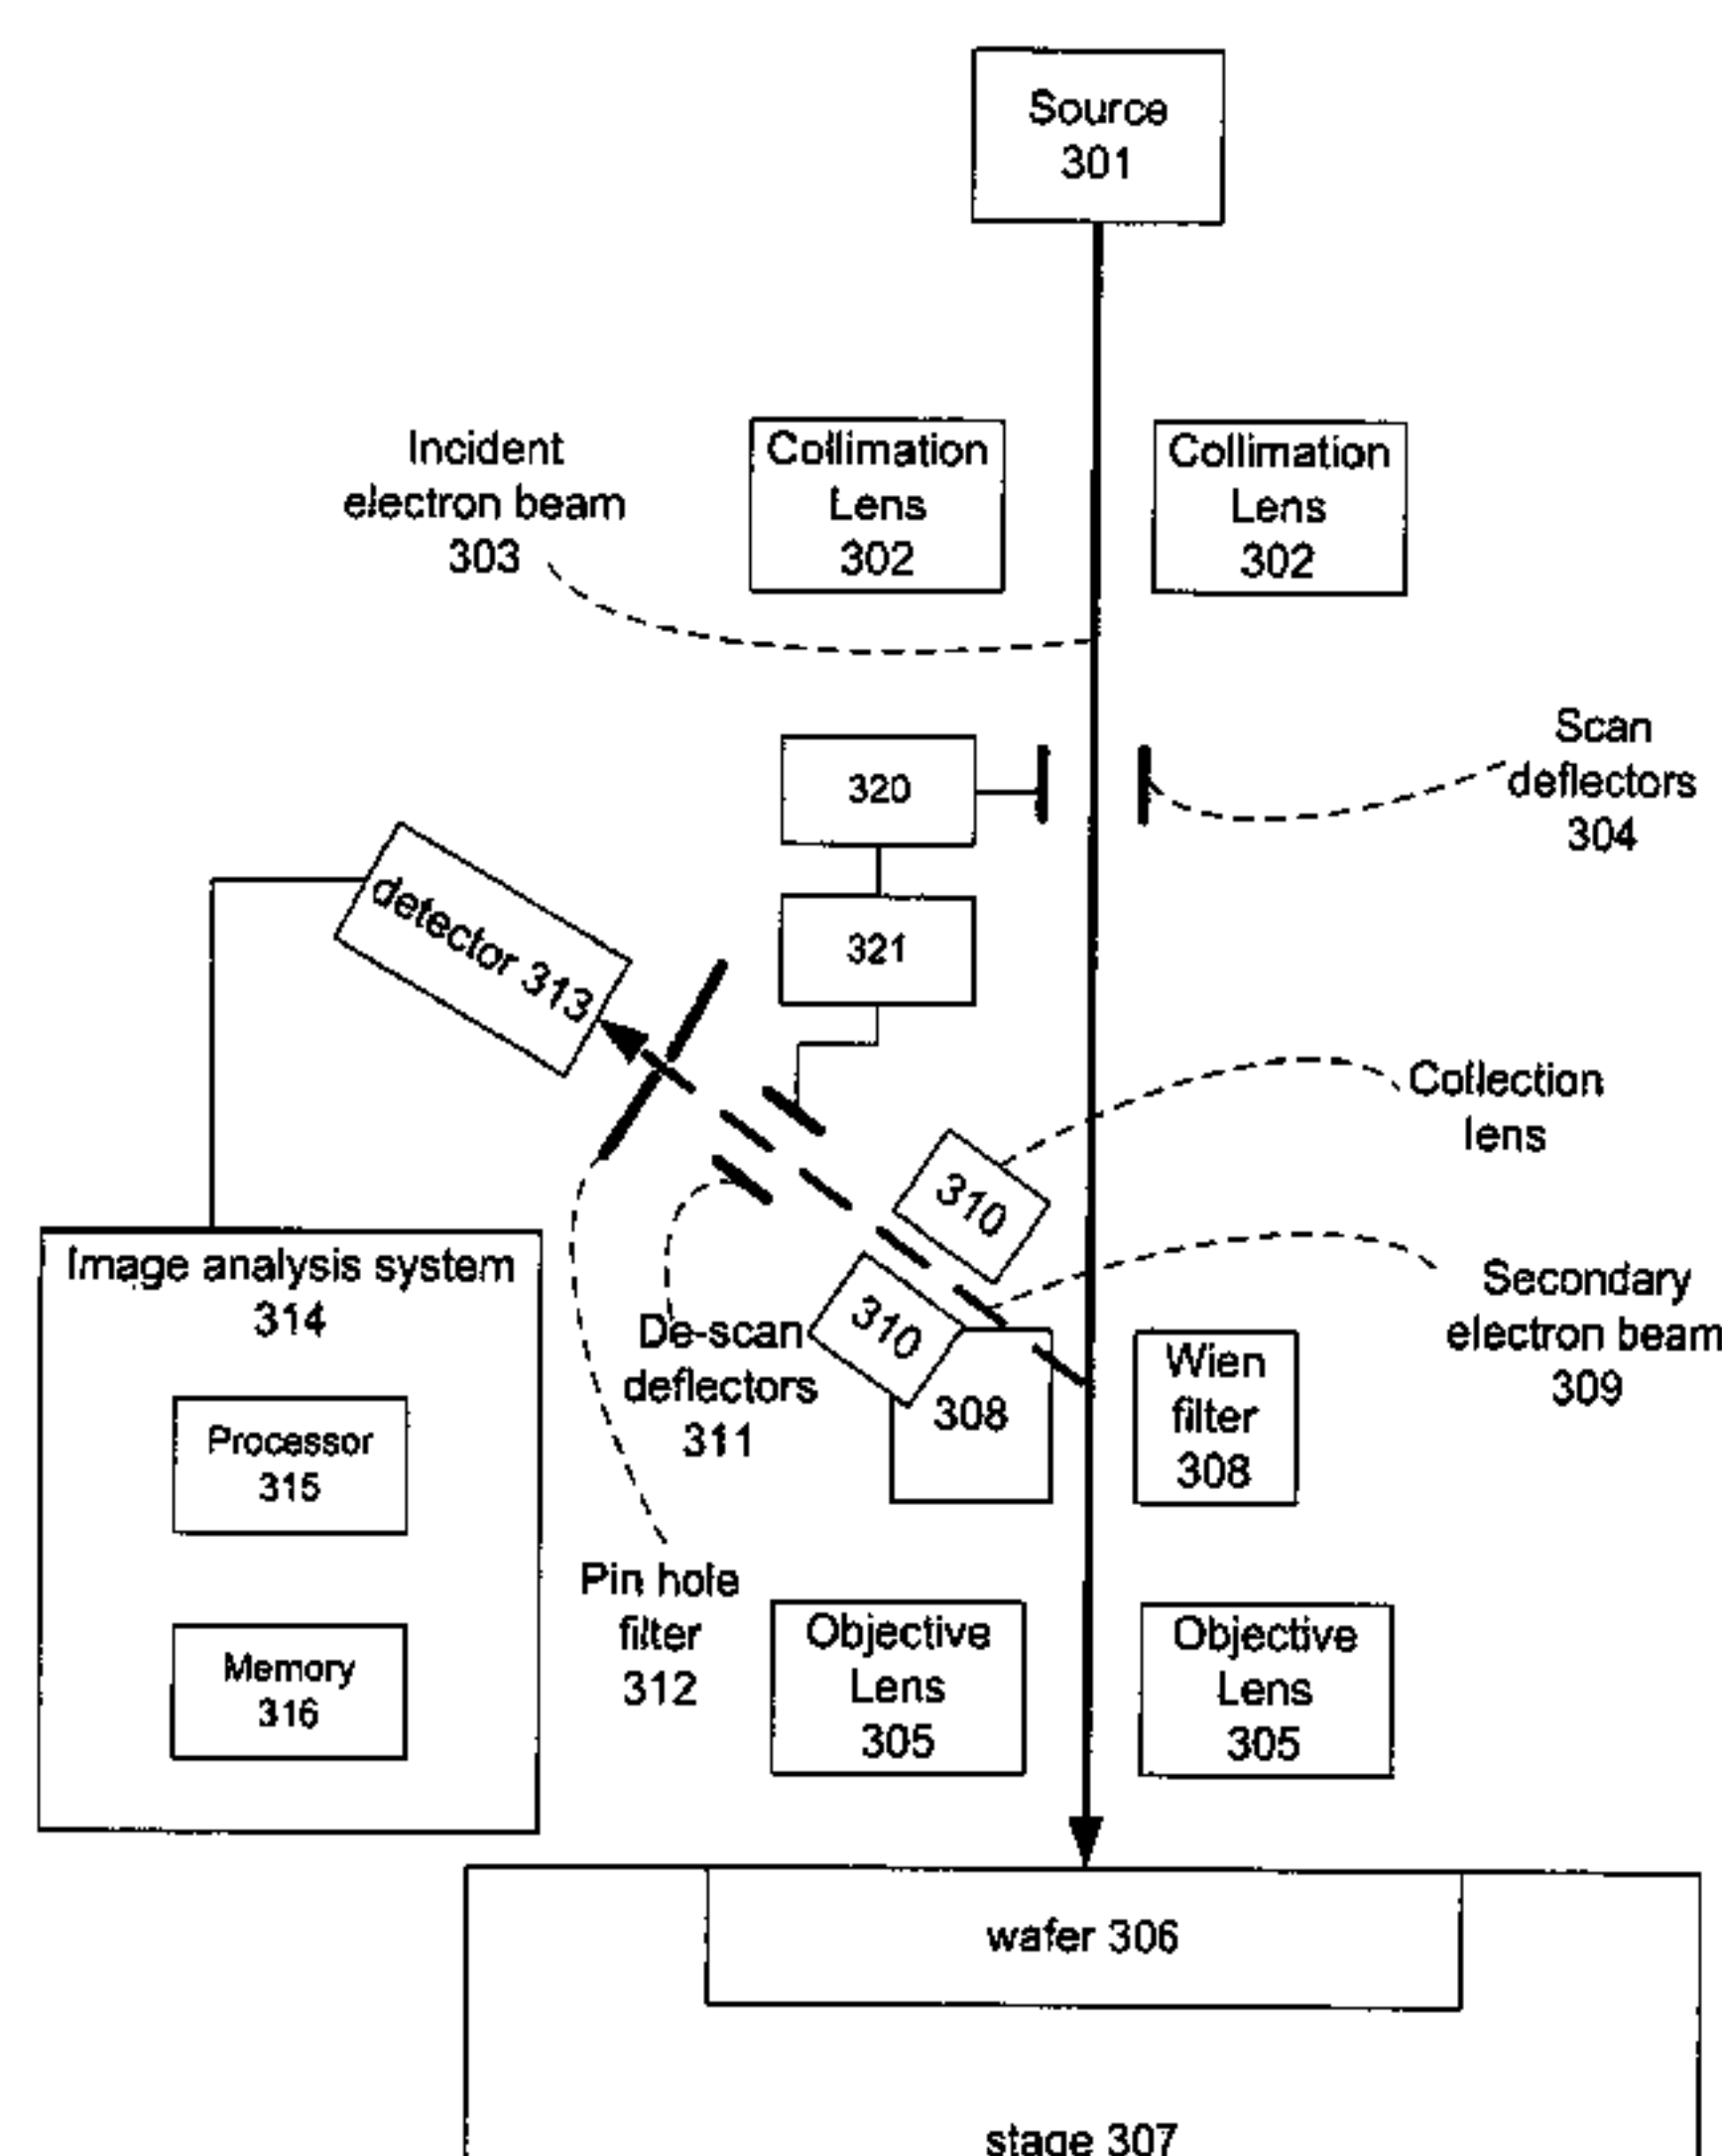 Source
301
Incident
electron beam
303
Collimation
Lens
302
Collimation
Lens
302
Scan
deflectors
304
320
321
detector 313
Collection
lens
310
310
Secondary
electron beam
309
Image analysis system
314
De-scan
deflectors
311
308
Wien
filter
308
Processor
315
Pin hole
filter
312
Memory
316
Objective
Lens
305
Objective
Lens
305
wafer 306
stage 307